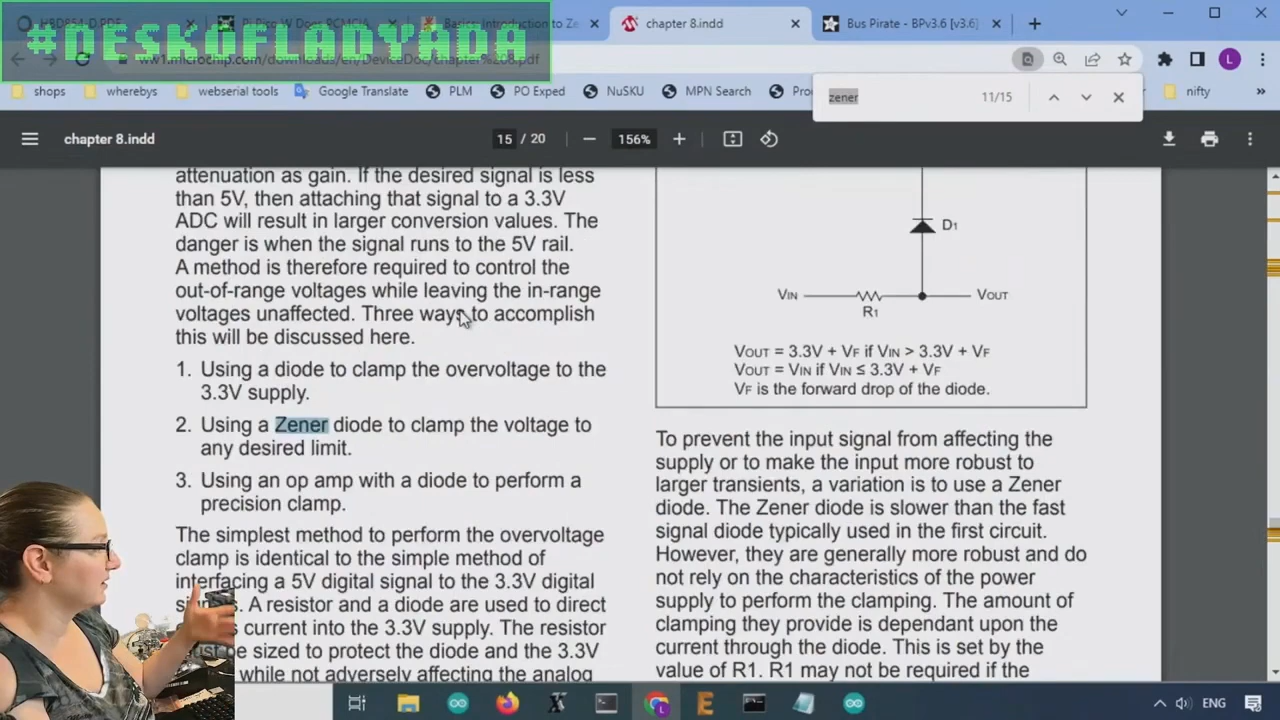 #DESKOFLADYADA
chapter 8.indd
Bus Pirate - BPv3.6 [v3.6]
ww1.microchip.com/downloads/en/DeviceDoc/chapter%208.pdf
L
shops
wherebys
webserial tools
Google Translate
PLM
PO Exped
NuSKU
MPN Search
nifty
zener
11/15
chapter 8.indd
15 / 20
156%
attenuation as gain. If the desired signal is less
than 5V, then attaching that signal to a 3.3V
ADC will result in larger conversion values. The
danger is when the signal runs to the 5V rail.
A method is therefore required to control the
out-of-range voltages while leaving the in-range
voltages unaffected. Three ways to accomplish
this will be discussed here.
1. Using a diode to clamp the overvoltage to the
3.3V supply.
2. Using a Zener diode to clamp the voltage to
any desired limit.
3. Using an op amp with a diode to perform a
precision clamp.
The simplest method to perform the overvoltage
clamp is identical to the simple method of
interfacing a 5V digital signal to the 3.3V digital
A resistor and a diode are used to direct
current into the 3.3V supply. The resistor
be sized to protect the diode and the 3.3V
while not adversely affecting the analog
D1
VIN
VOUT
R1
VOUT = 3.3V + VF if VIN > 3.3V + VF
VOUT = VIN if VIN ≤ 3.3V + VF
VF is the forward drop of the diode.
To prevent the input signal from affecting the
supply or to make the input more robust to
larger transients, a variation is to use a Zener
diode. The Zener diode is slower than the fast
signal diode typically used in the first circuit.
However, they are generally more robust and do
not rely on the characteristics of the power
supply to perform the clamping. The amount of
clamping they provide is dependant upon the
current through the diode. This is set by the
value of R1. R1 may not be required if the
ENG